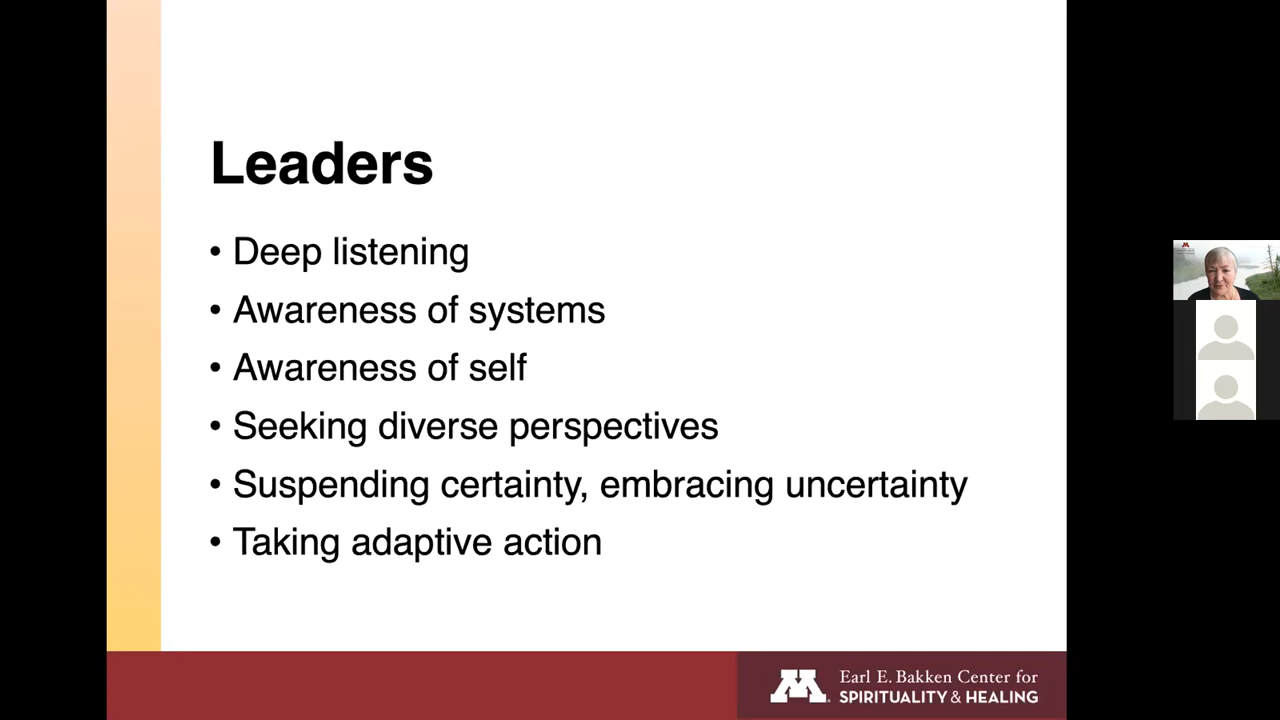 Leaders
• Deep listening
• Awareness of systems
• Awareness of self
• Seeking diverse perspectives
• Suspending certainty, embracing uncertainty
• Taking adaptive action
M
Earl E. Bakken Center for
SPIRITUALITY & HEALING